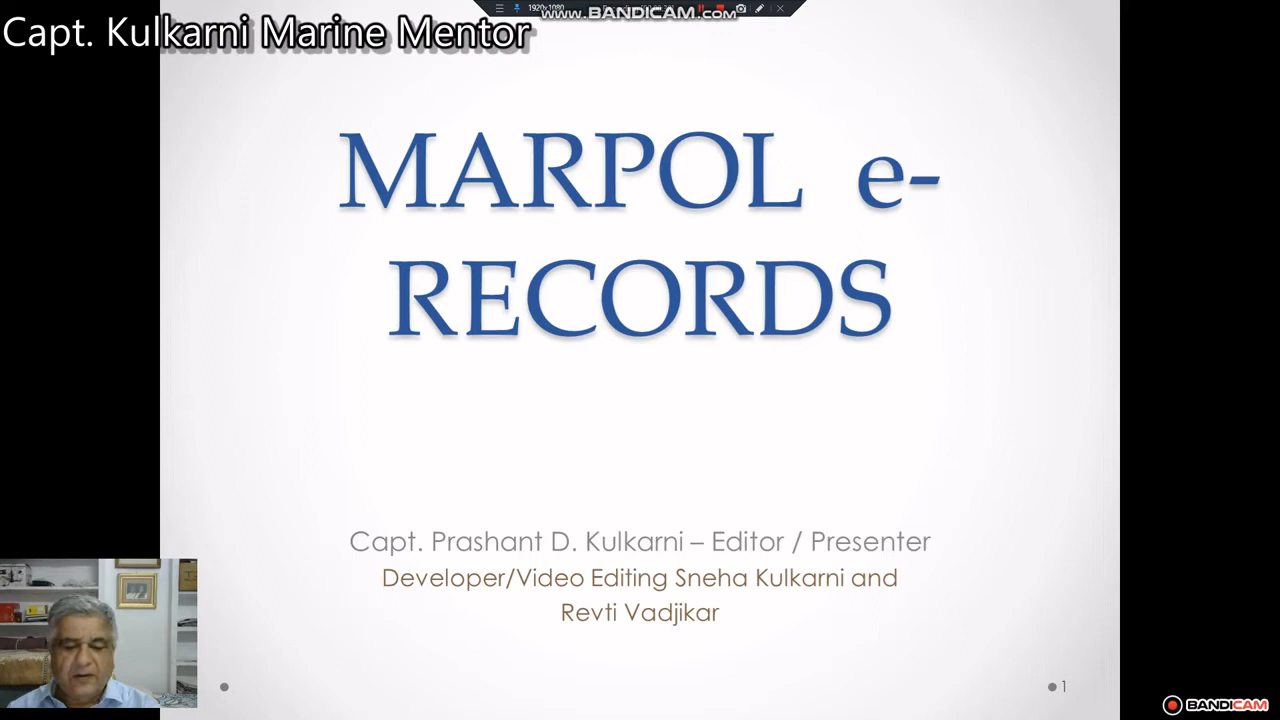 1920x1080
www.BANDICAM.com
Capt. Kulkarni Marine Mentor
MARPOL e-
RECORDS
Capt. Prashant D. Kulkarni – Editor / Presenter
Developer/Video Editing Sneha Kulkarni and
Revti Vadjikar
1
BANDICAM